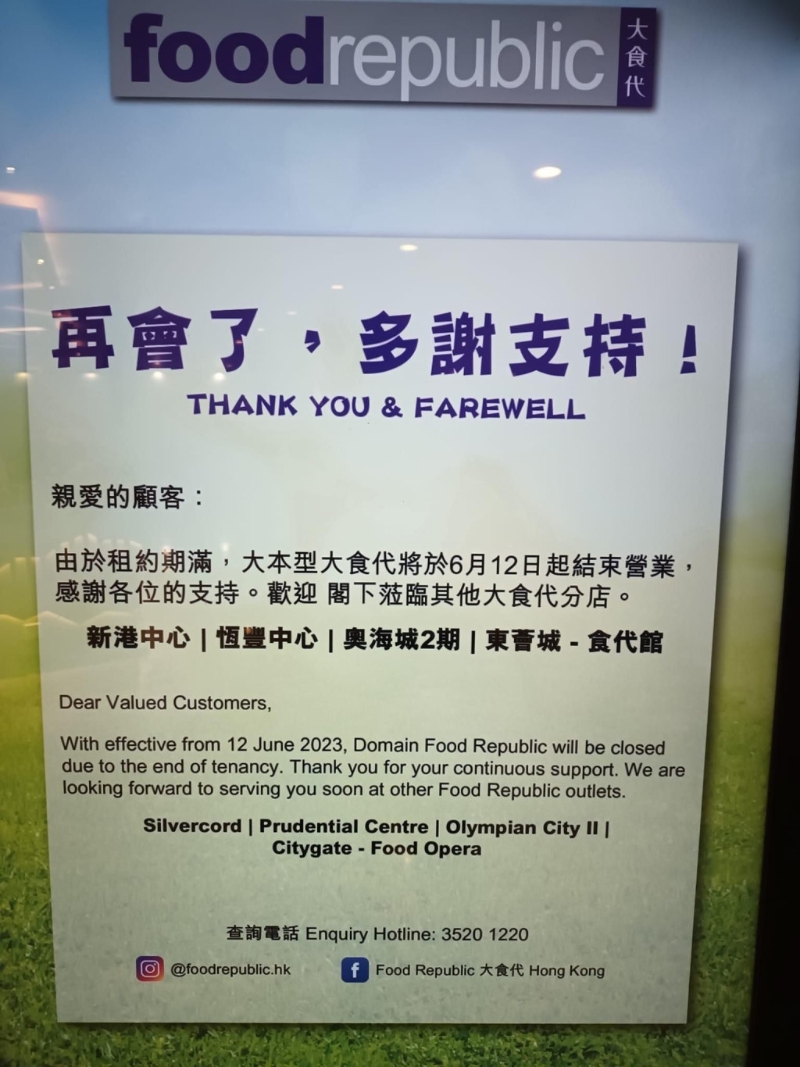 foodrepublic 大食代
再會了，多謝支持！
THANK YOU & FAREWELL
親愛的顧客：
由於租約期滿，大本型大食代將於6月12日起結束營業，
感謝各位的支持。歡迎 閣下蒞臨其他大食代分店。
新港中心 | 恆豐中心 | 奧海城2期 | 東薈城 - 食代館
Dear Valued Customers,
With effective from 12 June 2023, Domain Food Republic will be closed
due to the end of tenancy. Thank you for your continuous support. We are
looking forward to serving you soon at other Food Republic outlets.
Silvercord | Prudential Centre | Olympian City II |
Citygate - Food Opera
查詢電話 Enquiry Hotline: 3520 1220
@foodrepublic.hk f Food Republic 大食代 Hong Kong